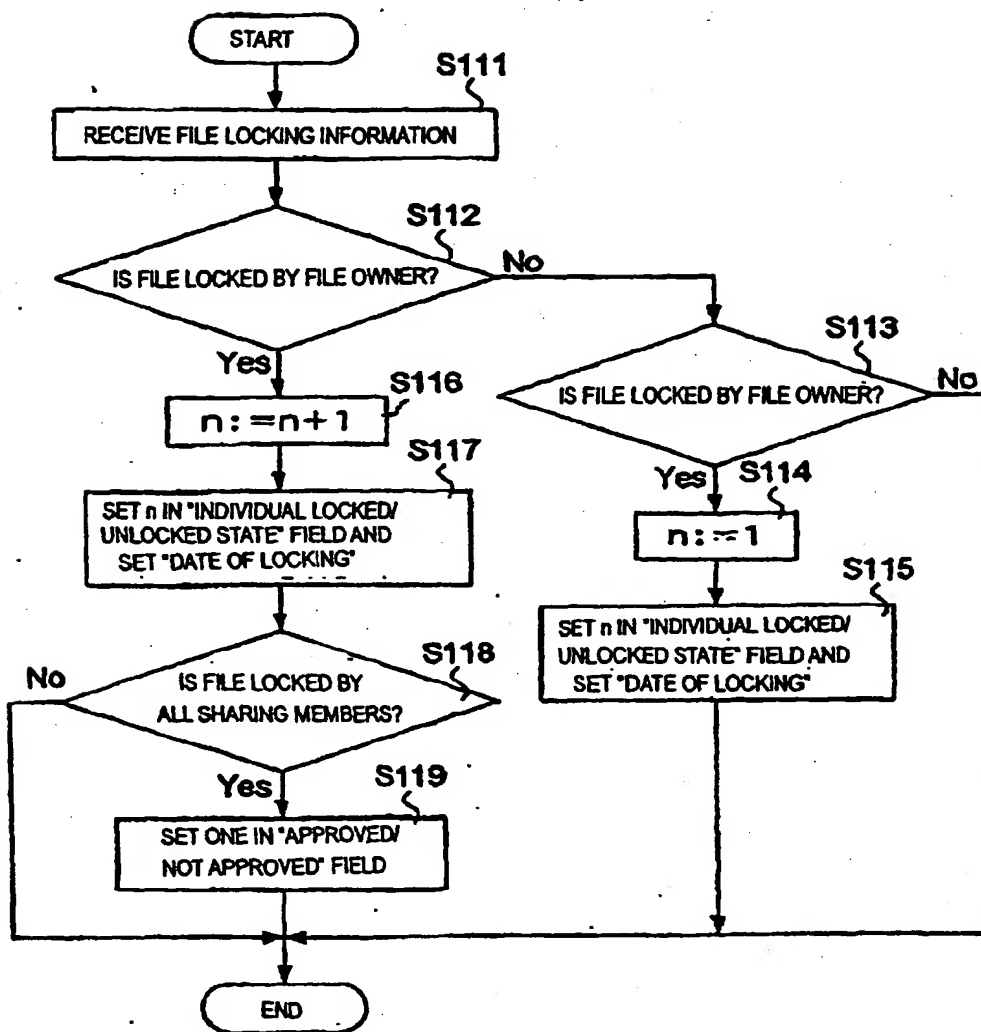 START
S111
RECEIVE FILE LOCKING INFORMATION
S112
IS FILE LOCKED BY FILE OWNER?
No
Yes
S113
IS FILE LOCKED BY FILE OWNER?
No
Yes
S116
n:=n+1
S114
n:=1
S117
SET n IN "INDIVIDUAL LOCKED/
UNLOCKED STATE" FIELD AND
SET "DATE OF LOCKING"
S115
SET n IN "INDIVIDUAL LOCKED/
UNLOCKED STATE" FIELD AND
SET "DATE OF LOCKING"
S118
IS FILE LOCKED BY
ALL SHARING MEMBERS?
No
Yes
S119
SET ONE IN "APPROVED/
NOT APPROVED" FIELD
END